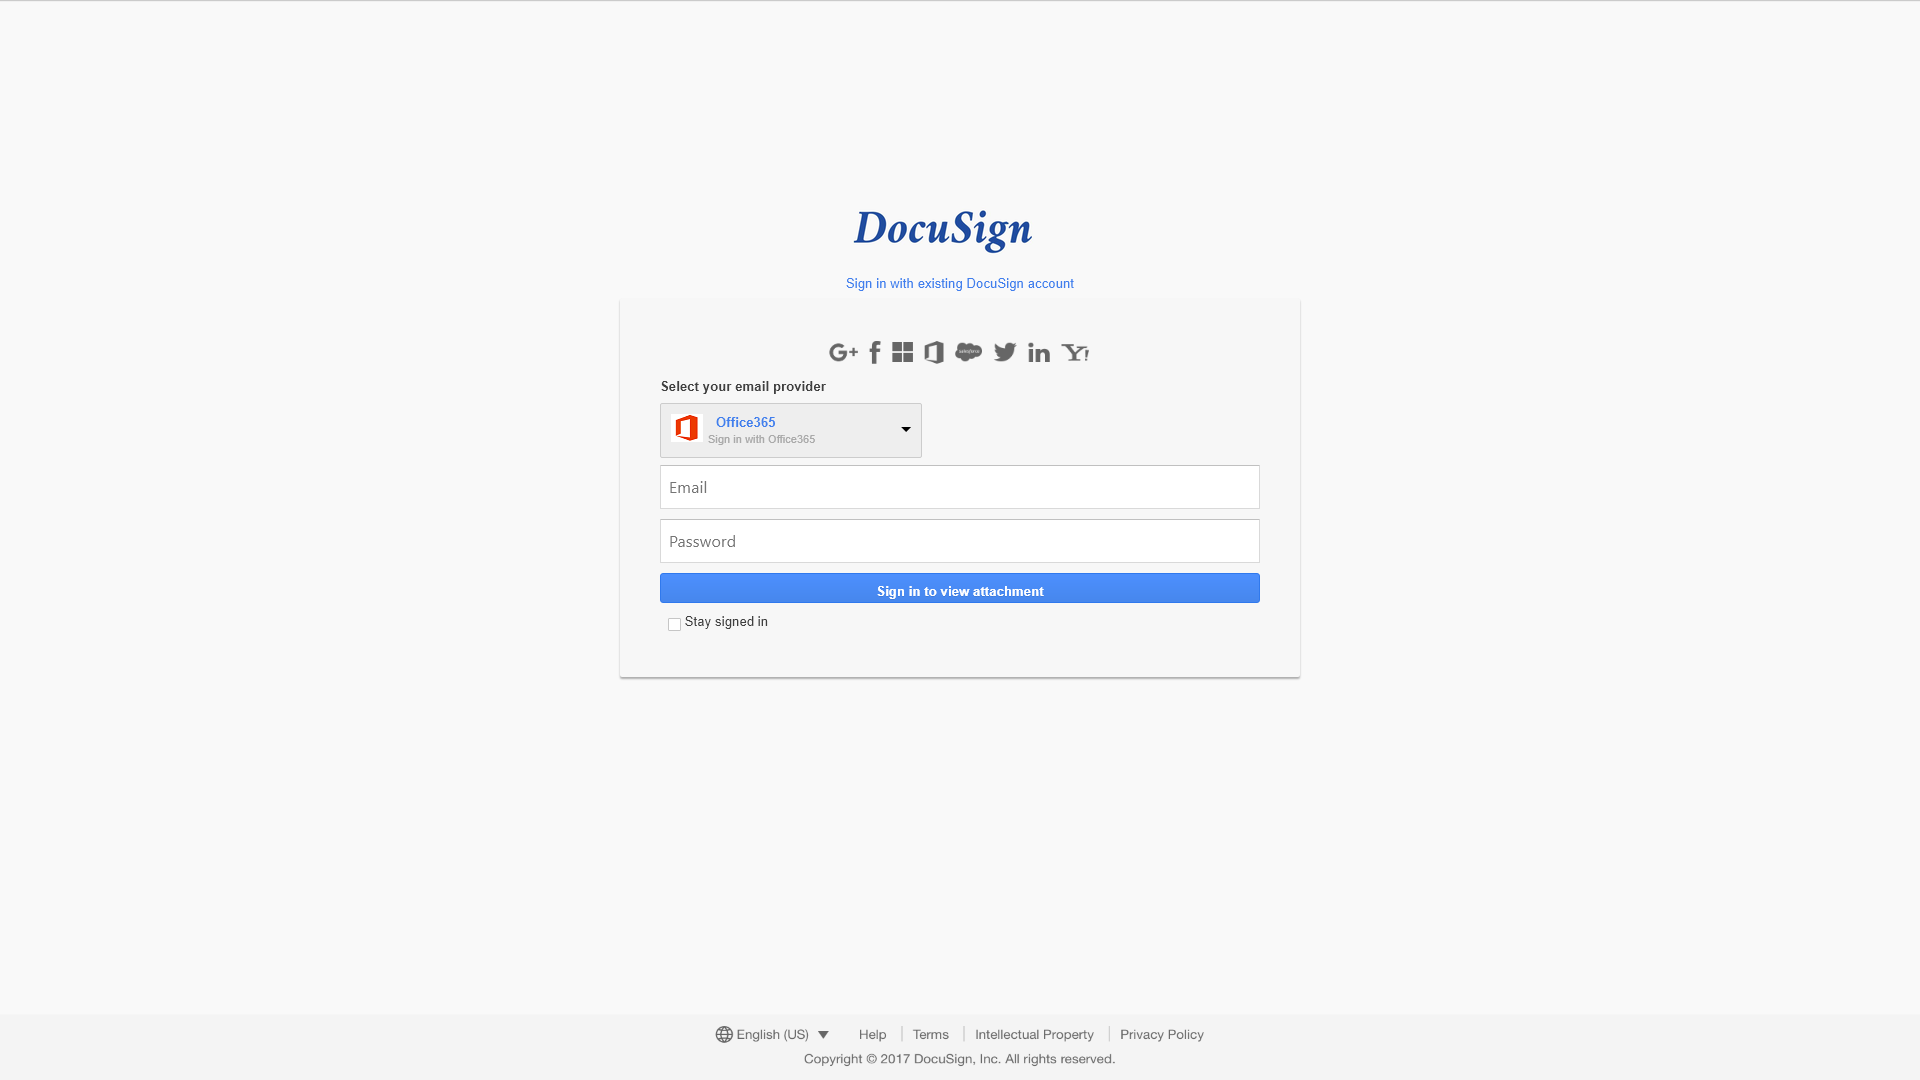 DocuSign
Sign in with existing DocuSign account
G+ f salesforce in Y!
Select your email provider
Office365
Sign in with Office365
Email
Password
Sign in to view attachment
Stay signed in
English (US) Help Terms Intellectual Property Privacy Policy
Copyright © 2017 DocuSign, Inc. All rights reserved.